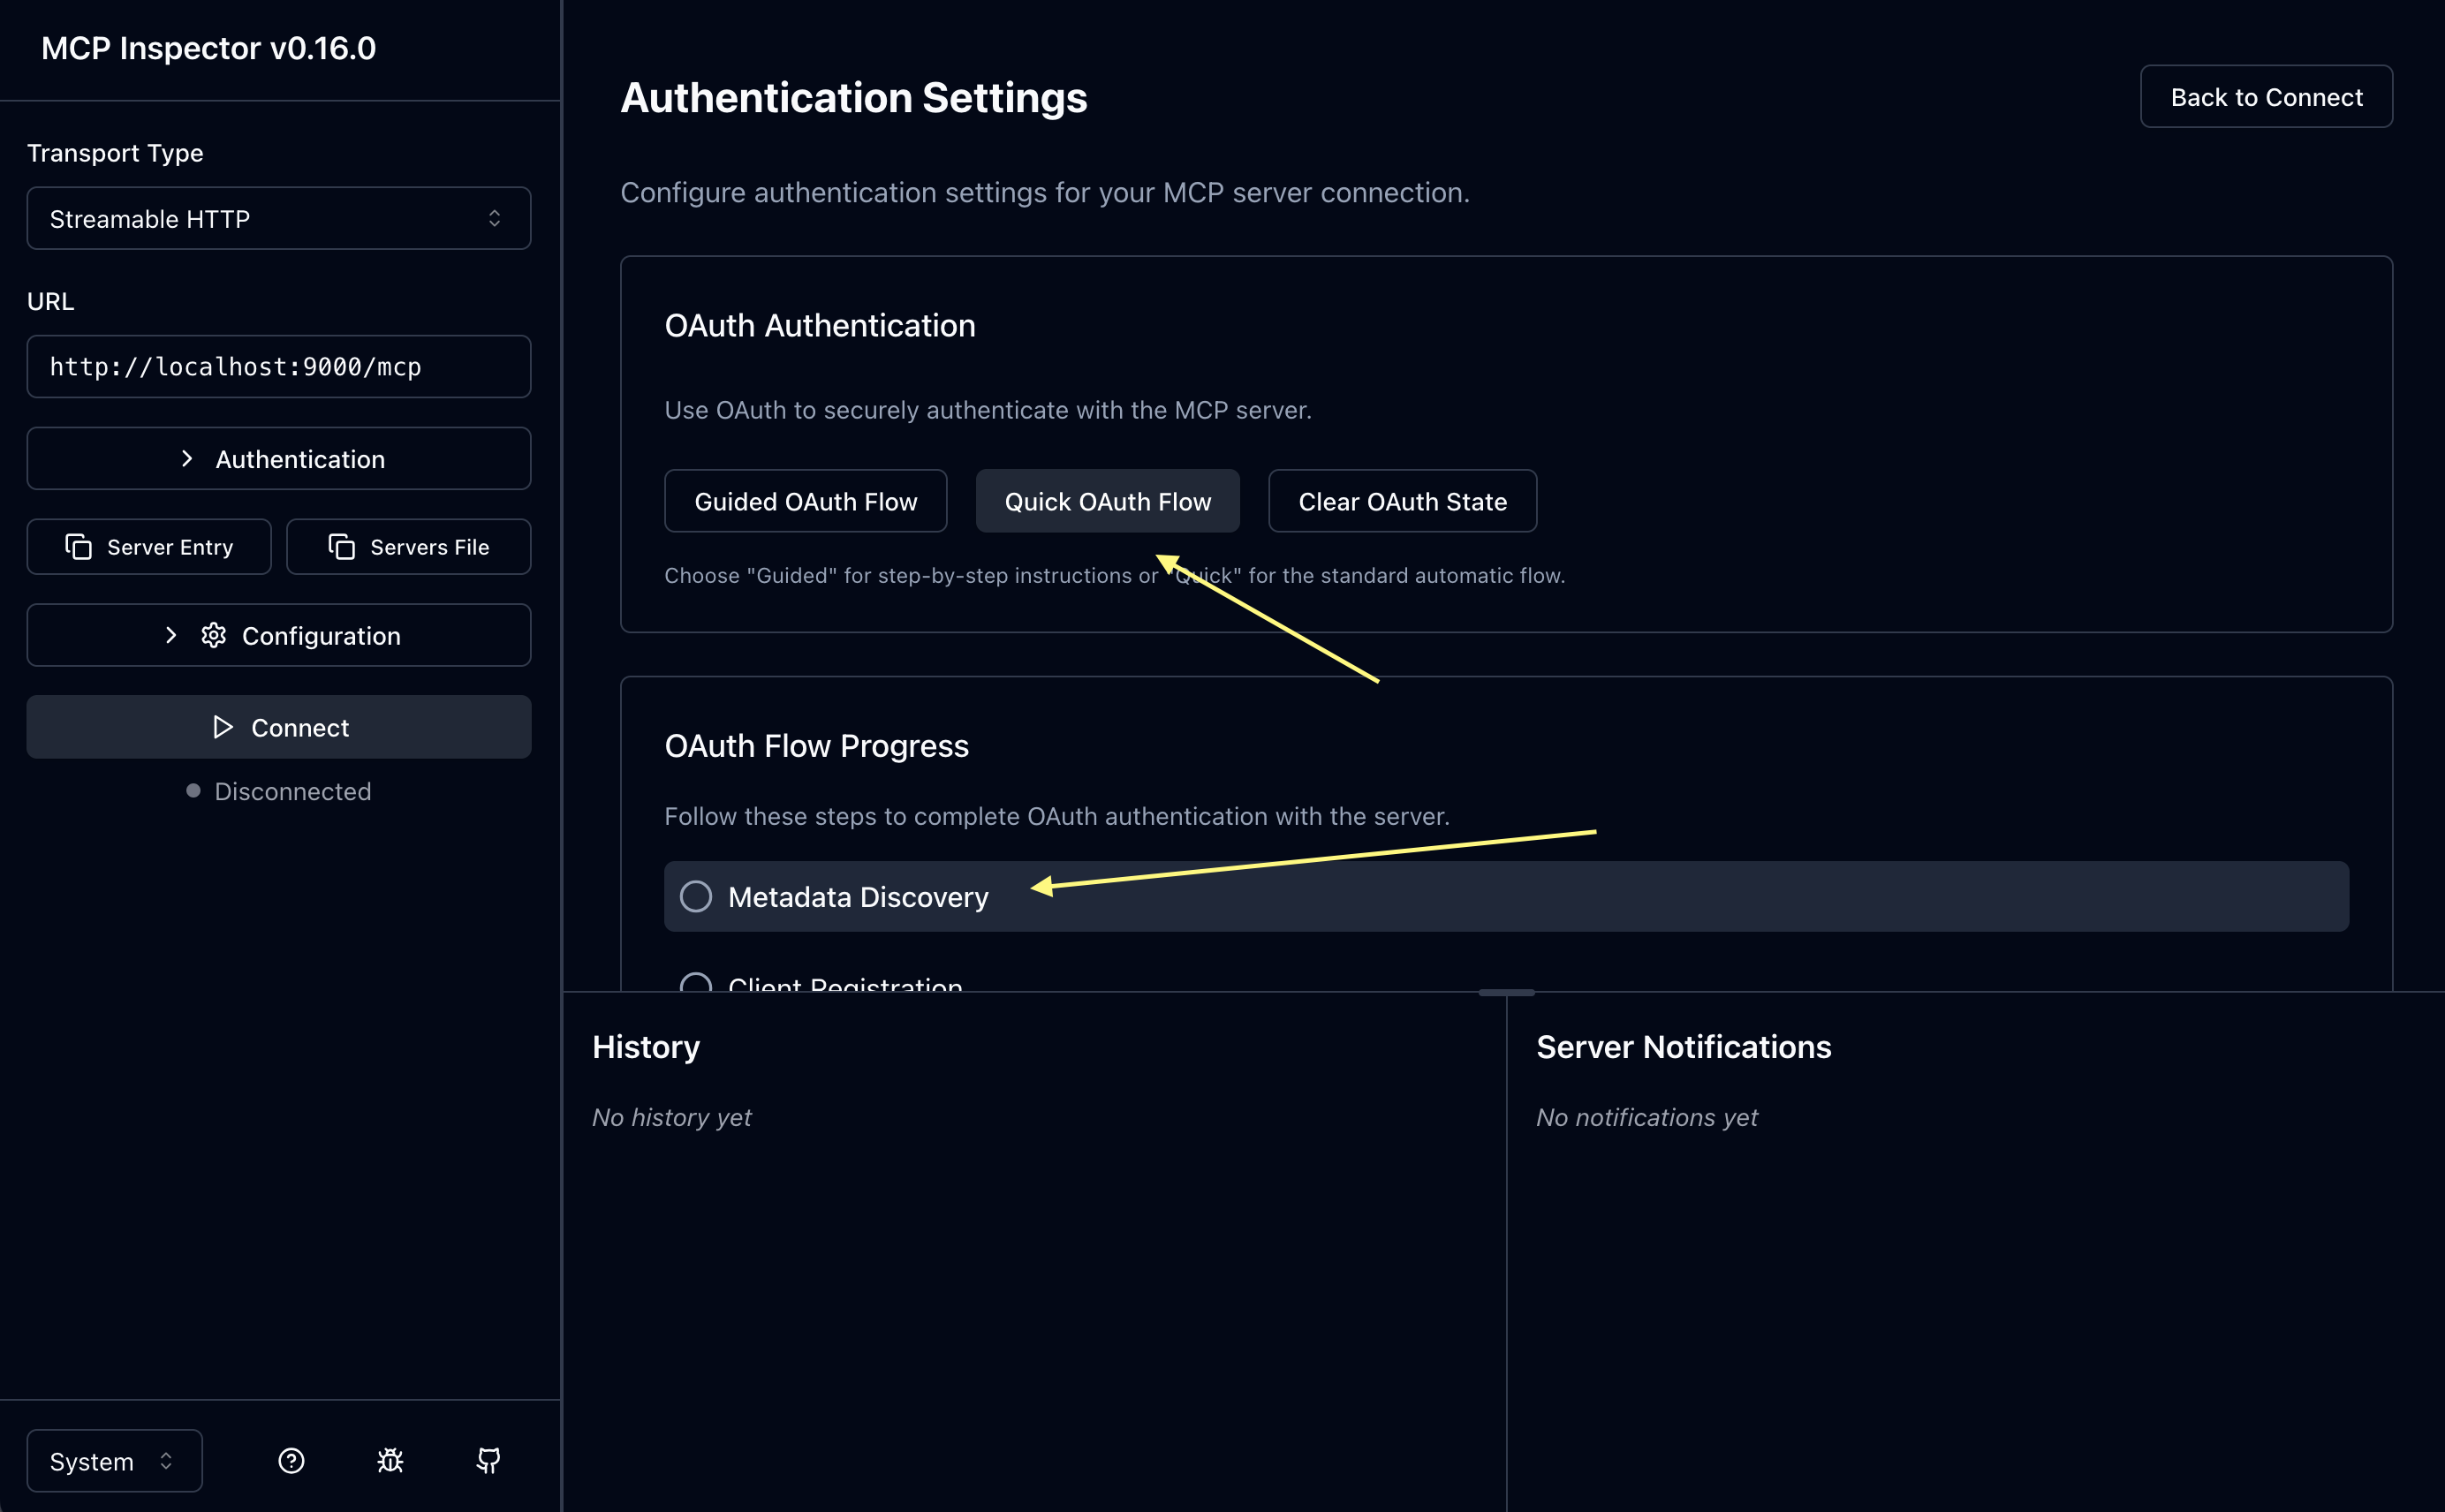 MCP Inspector v0.16.0
Transport Type
Streamable HTTP
URL
http://localhost:9000/mcp
Authentication
Server Entry
Servers File
Configuration
Connect
Disconnected
System
Authentication Settings
Back to Connect
Configure authentication settings for your MCP server connection.
OAuth Authentication
Use OAuth to securely authenticate with the MCP server.
Guided OAuth Flow
Quick OAuth Flow
Clear OAuth State
Choose "Guided" for step-by-step instructions or "Quick" for the standard automatic flow.
OAuth Flow Progress
Follow these steps to complete OAuth authentication with the server.
Metadata Discovery
Client Registration
History
No history yet
Server Notifications
No notifications yet